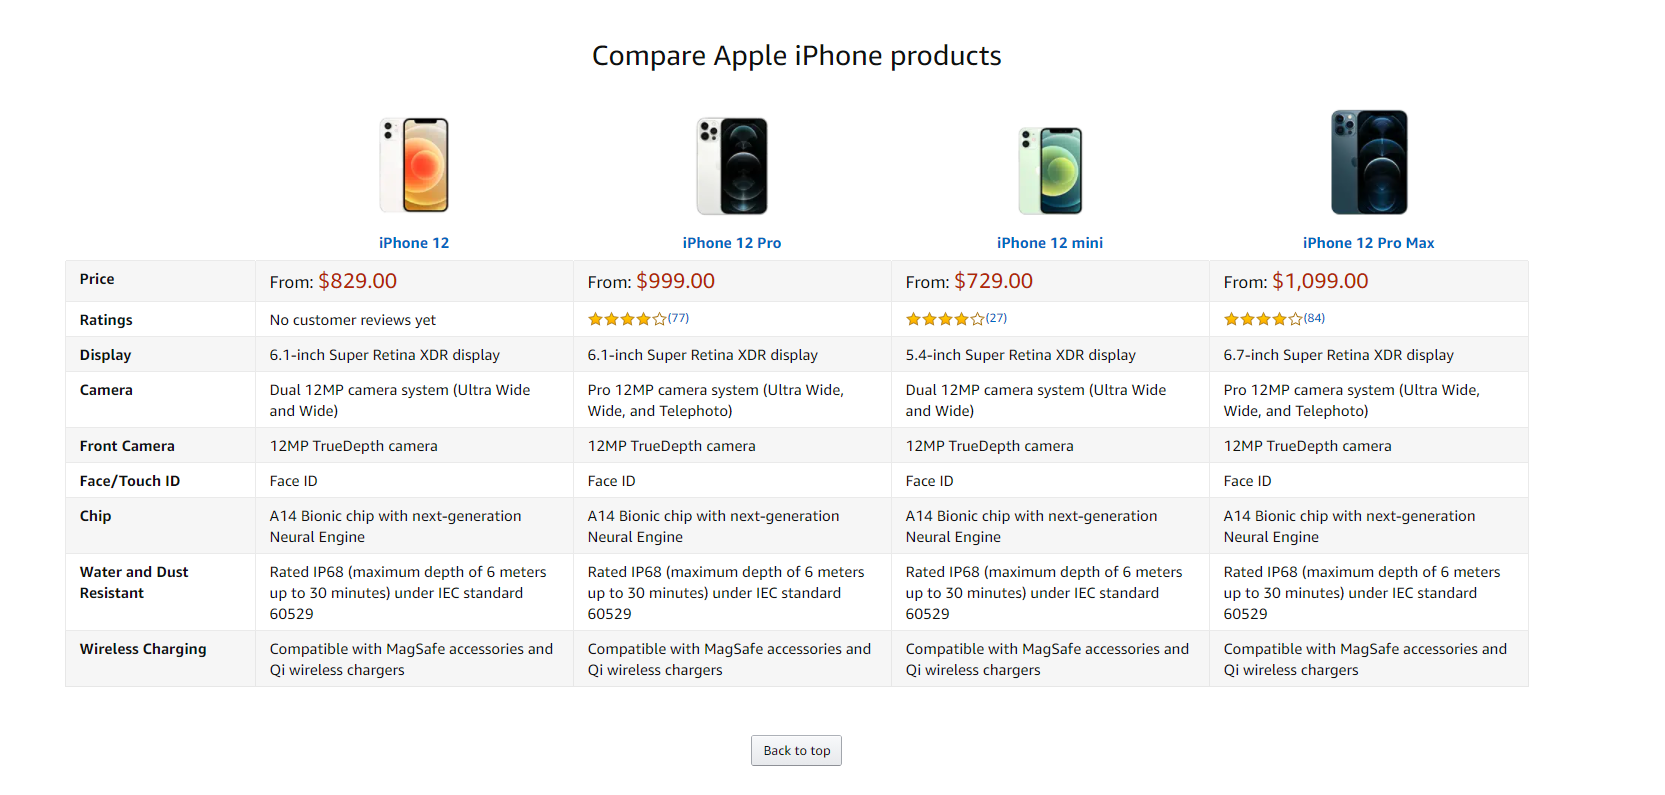 Compare Apple iPhone products
iPhone 12
iPhone 12 Pro
iPhone 12 mini
iPhone 12 Pro Max
Price
From: $829.00
From: $999.00
From: $729.00
From: $1,099.00
Ratings
No customer reviews yet
(77)
(27)
(84)
Display
6.1-inch Super Retina XDR display
6.1-inch Super Retina XDR display
5.4-inch Super Retina XDR display
6.7-inch Super Retina XDR display
Camera
Dual 12MP camera system (Ultra Wide
and Wide)
Pro 12MP camera system (Ultra Wide,
Wide, and Telephoto)
Dual 12MP camera system (Ultra Wide
and Wide)
Pro 12MP camera system (Ultra Wide,
Wide, and Telephoto)
Front Camera
12MP TrueDepth camera
12MP TrueDepth camera
12MP TrueDepth camera
12MP TrueDepth camera
Face/Touch ID
Face ID
Face ID
Face ID
Face ID
Chip
A14 Bionic chip with next-generation
Neural Engine
A14 Bionic chip with next-generation
Neural Engine
A14 Bionic chip with next-generation
Neural Engine
A14 Bionic chip with next-generation
Neural Engine
Water and Dust
Resistant
Rated IP68 (maximum depth of 6 meters
up to 30 minutes) under IEC standard
60529
Rated IP68 (maximum depth of 6 meters
up to 30 minutes) under IEC standard
60529
Rated IP68 (maximum depth of 6 meters
up to 30 minutes) under IEC standard
60529
Rated IP68 (maximum depth of 6 meters
up to 30 minutes) under IEC standard
60529
Wireless Charging
Compatible with MagSafe accessories and
Qi wireless chargers
Compatible with MagSafe accessories and
Qi wireless chargers
Compatible with MagSafe accessories and
Qi wireless chargers
Compatible with MagSafe accessories and
Qi wireless chargers
Back to top